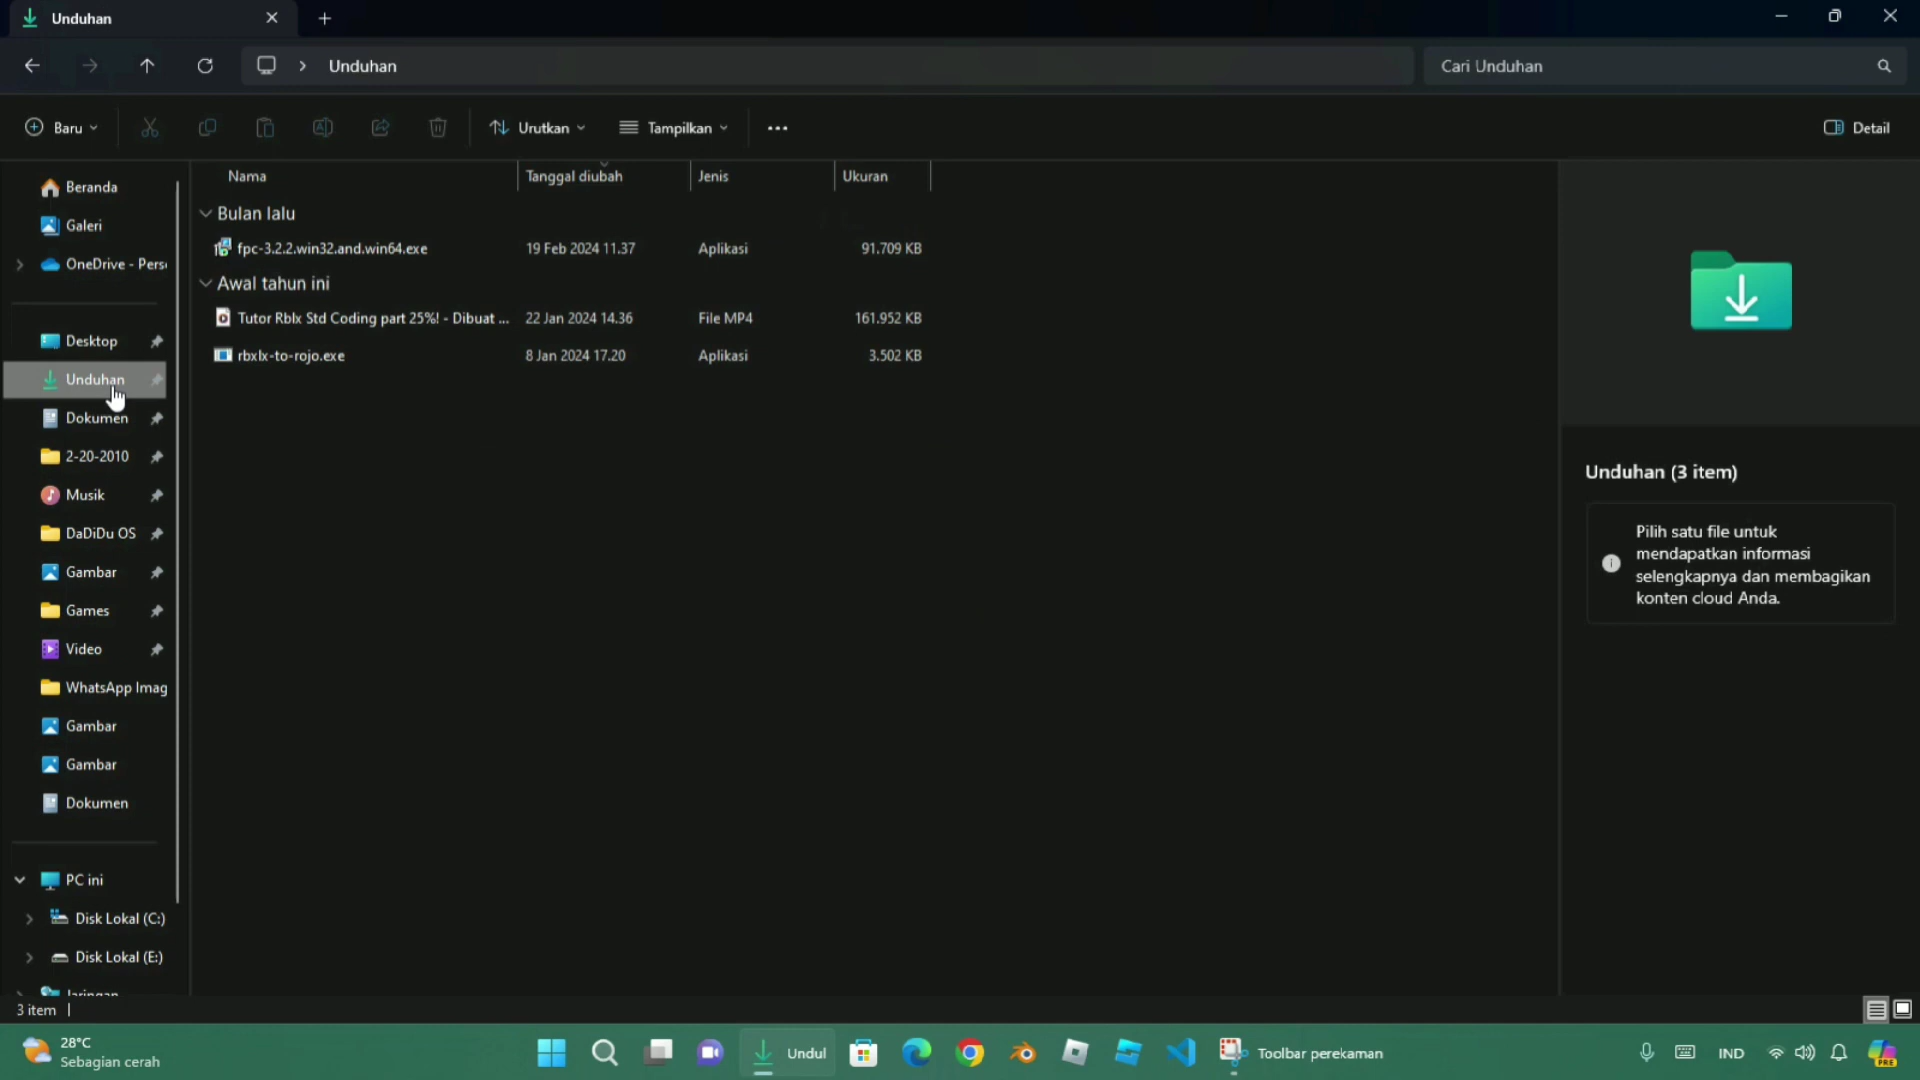 Unduhan
Unduhan
Cari Unduhan
Baru
Urutkan
Tampilkan
Detail
Beranda
Galeri
OneDrive - Pers
Desktop
Unduhan
Dokumen
2-20-2010
Musik
DaDiDu OS
Gambar
Games
Video
WhatsApp Imag
Gambar
Gambar
Dokumen
PC ini
Disk Lokal (C:)
Disk Lokal (E:)
Jaringan
Nama Tanggal diubah Jenis Ukuran
Bulan lalu
fpc-3.2.2.win32.and.win64.exe 19 Feb 2024 11.37 Aplikasi 91.709 KB
Awal tahun ini
Tutor Rblx Std Coding part 25%! - Dibuat ... 22 Jan 2024 14.36 File MP4 161.952 KB
rbxlx-to-rojo.exe 8 Jan 2024 17.20 Aplikasi 3.502 KB
Unduhan (3 item)
Pilih satu file untuk
mendapatkan informasi
selengkapnya dan membagikan
konten cloud Anda.
3 item
28°C
Sebagian cerah
Undul
Toolbar perekaman
IND
PRE